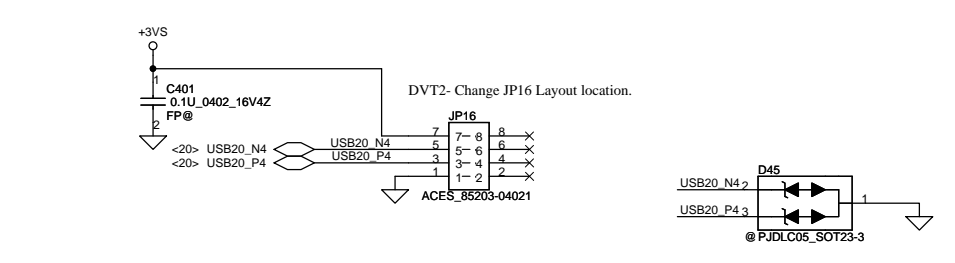 +3VS
1
C401
0.1U_0402_16V4Z
FP@
2
DVT2- Change JP16 Layout location.
JP16
7 7 8 8
<20> USB20_N4 USB20_N4 5 5 6 6
<20> USB20_P4 USB20_P4 3 3 4 4
1 1 2 2
ACES_85203-04021
D45
USB20_N4 2
1
USB20_P4 3
@ PJDLC05_SOT23-3